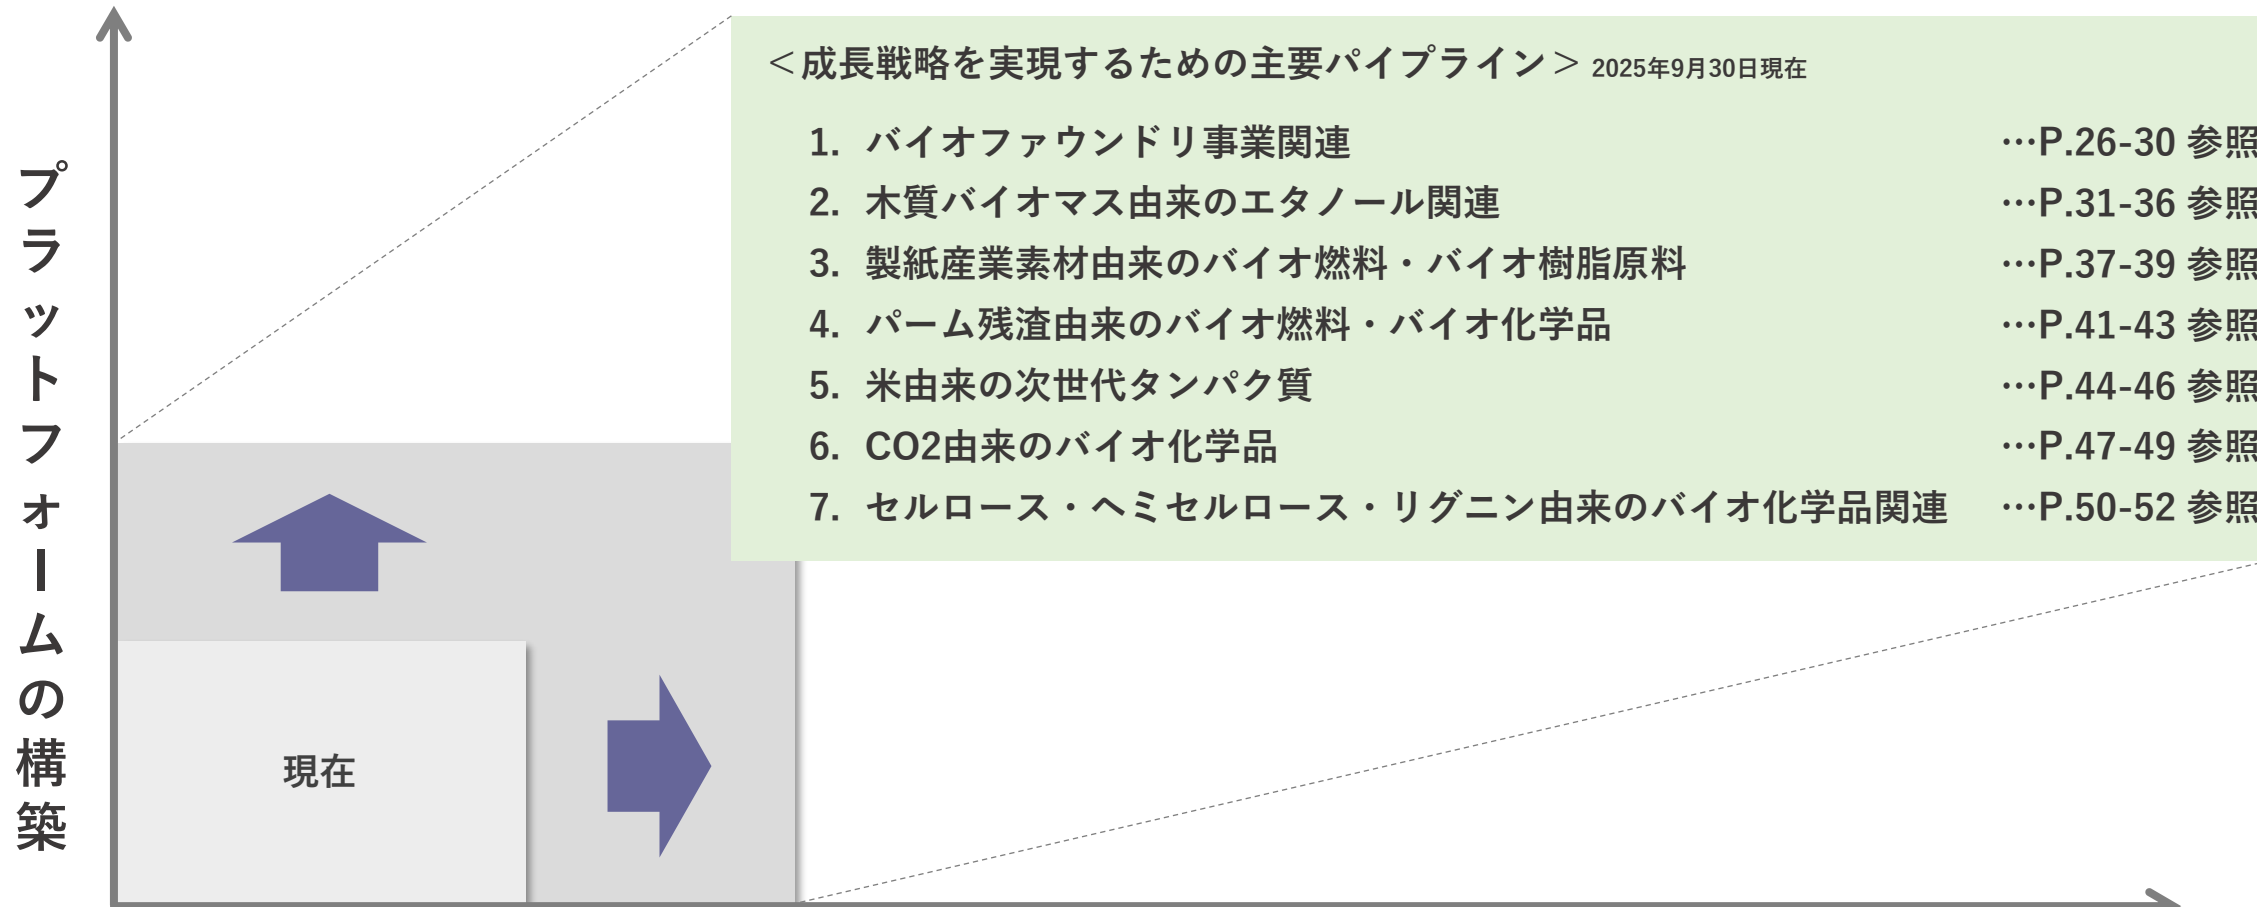 プラットフォームの構築
＜成長戦略を実現するための主要パイプライン＞ 2025年9月30日現在
1. バイオファウンドリ事業関連 …P.26-30 参照
2. 木質バイオマス由来のエタノール関連 …P.31-36 参照
3. 製紙産業素材由来のバイオ燃料・バイオ樹脂原料 …P.37-39 参照
4. パーム残渣由来のバイオ燃料・バイオ化学品 …P.41-43 参照
5. 米由来の次世代タンパク質 …P.44-46 参照
6. CO2由来のバイオ化学品 …P.47-49 参照
7. セルロース・ヘミセルロース・リグニン由来のバイオ化学品関連 …P.50-52 参照
現在